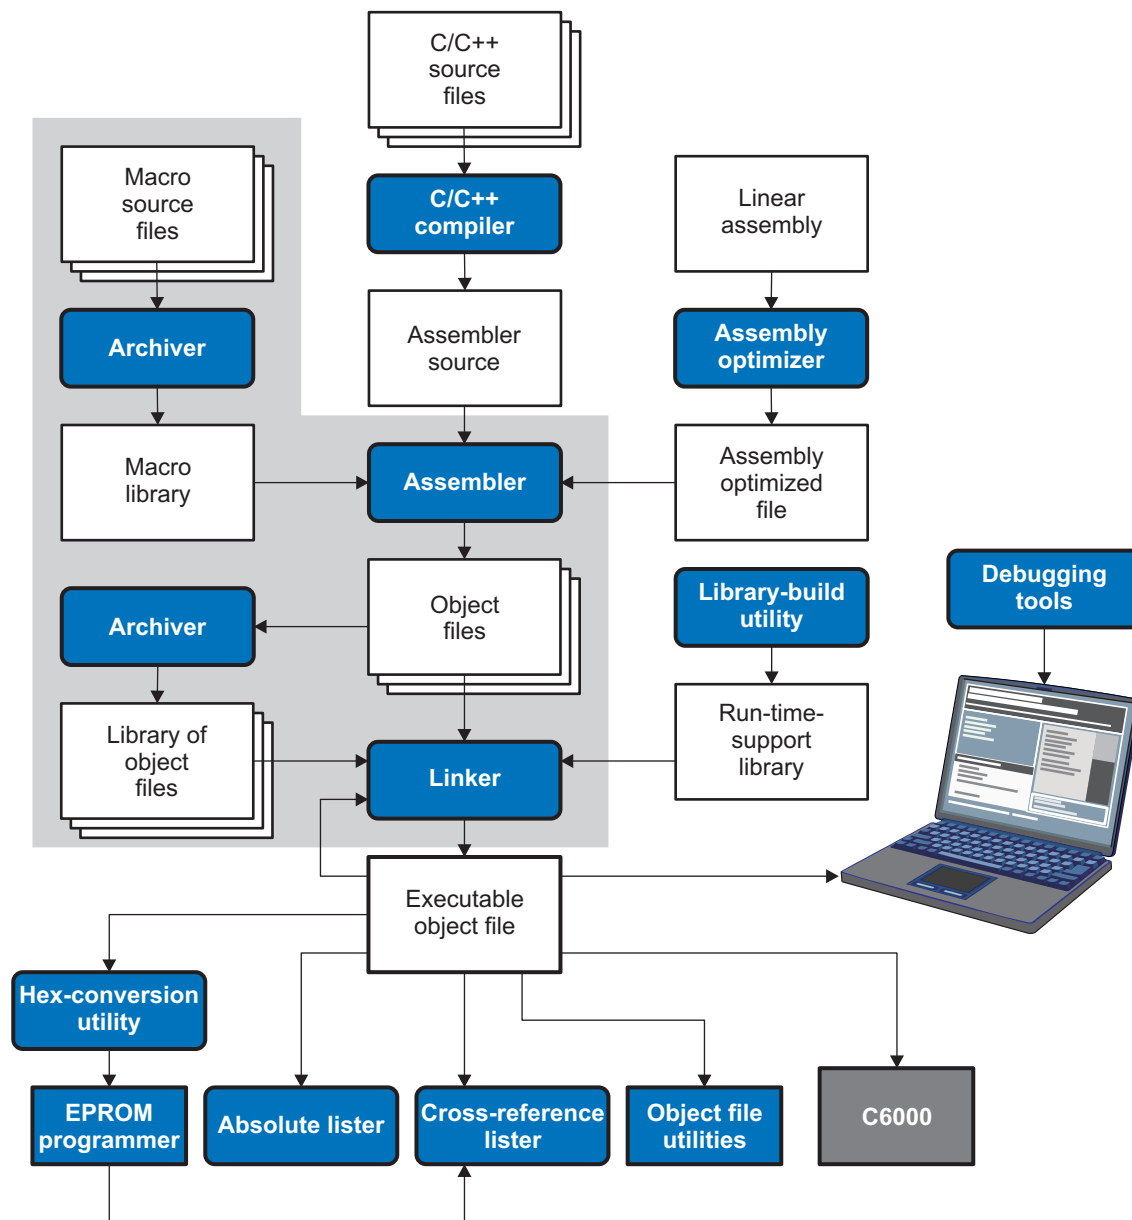 C/C++
source
files
Macro
source
files
C/C++
compiler
Linear
assembly
Archiver
Assembler
source
Assembly
optimizer
Macro
library
Assembler
Assembly
optimized
file
Archiver
Object
files
Library-build
utility
Debugging
tools
Library of
object
files
Linker
Run-time-
support
library
Executable
object file
Hex-conversion
utility
EPROM
programmer
Absolute lister
Cross-reference
lister
Object file
utilities
C6000